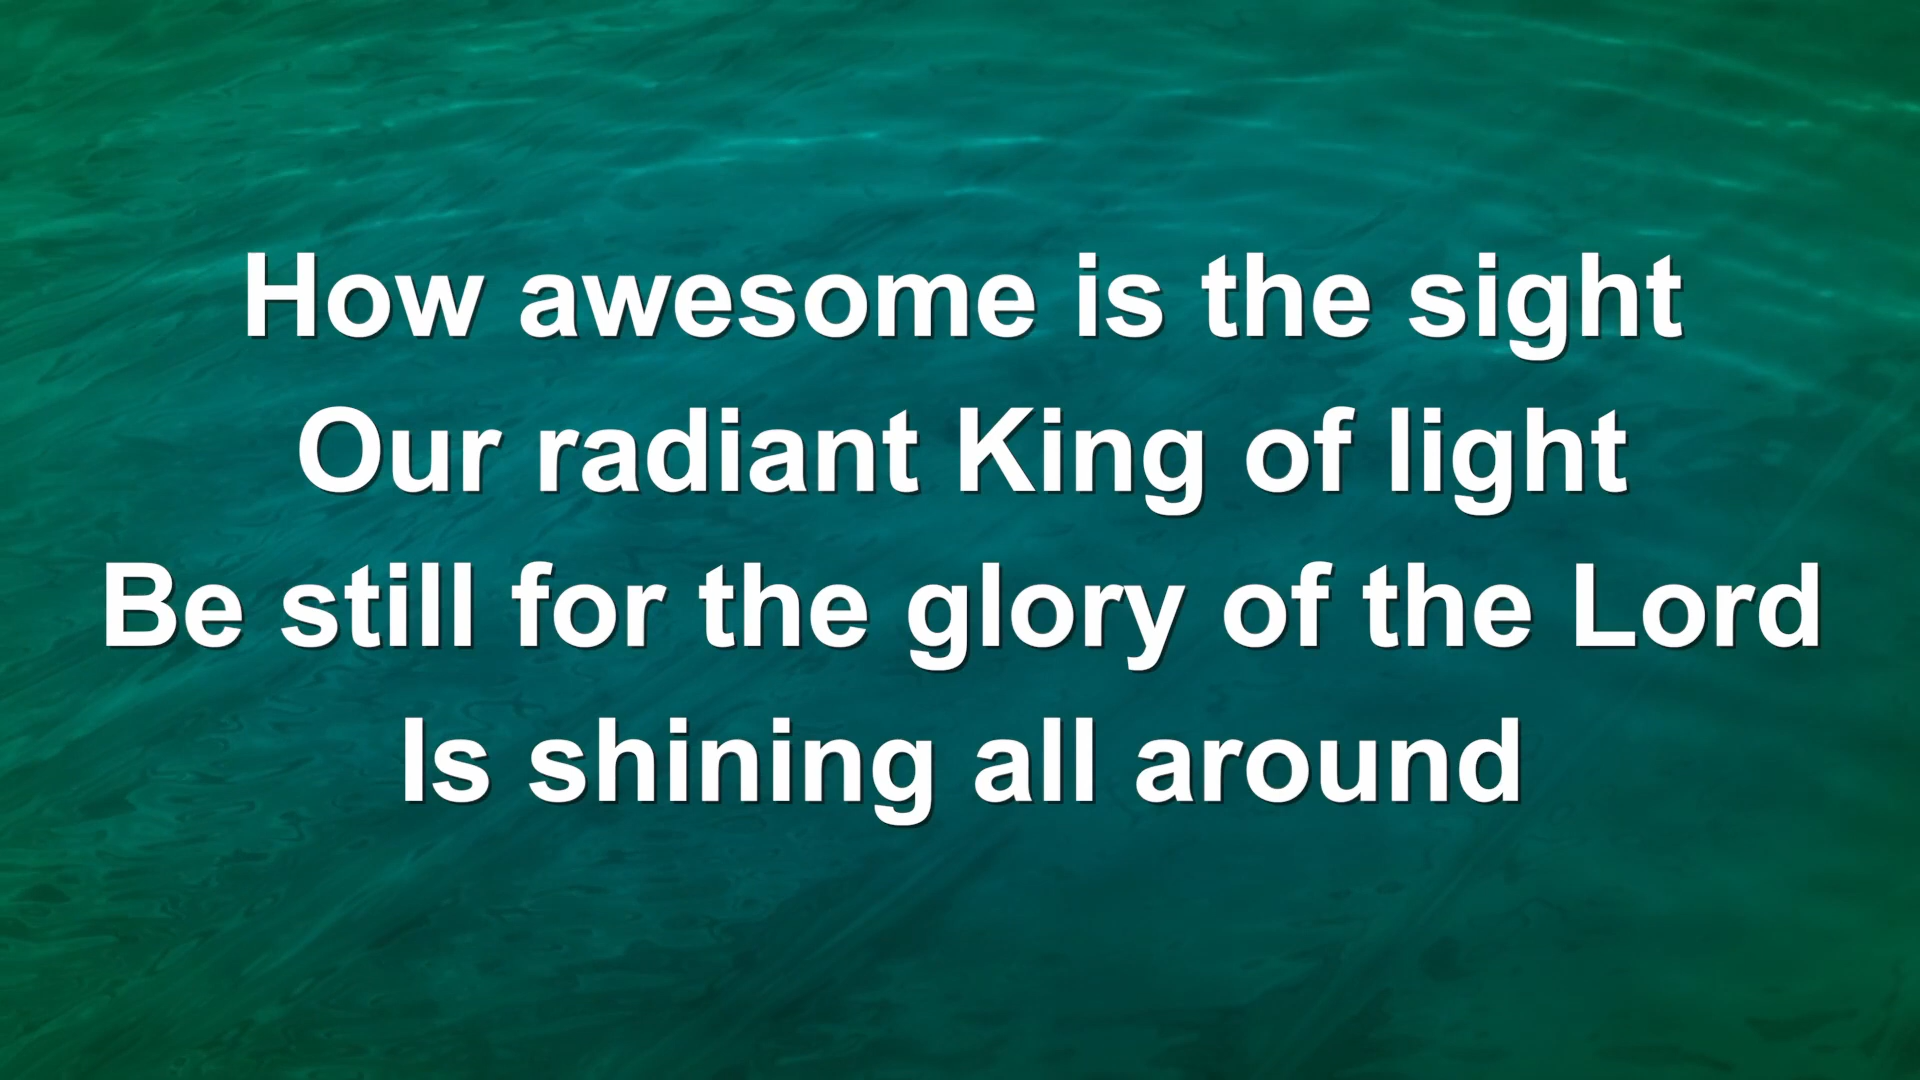 How awesome is the sight
Our radiant King of light
Be still for the glory of the Lord
Is shining all around